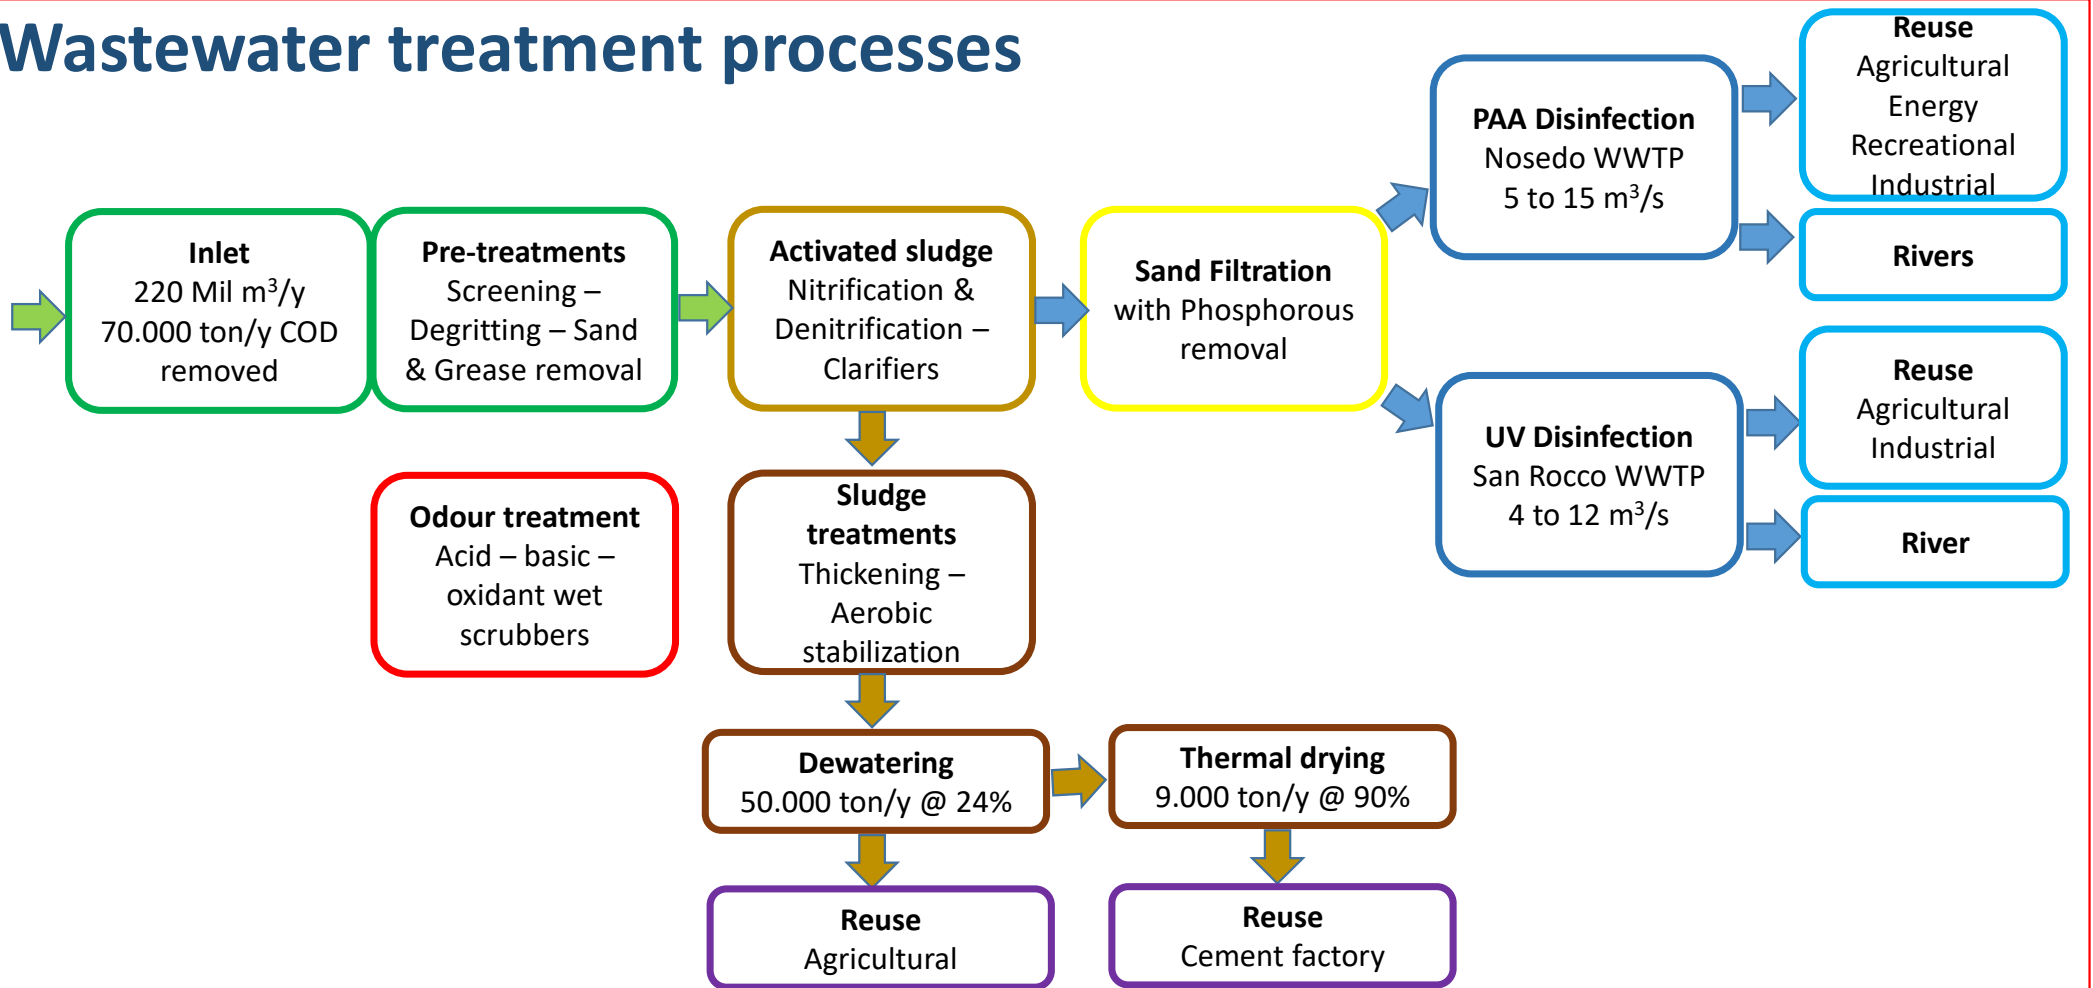 Wastewater treatment processes
Inlet
220 Mil m³/y
70.000 ton/y COD
removed
Pre-treatments
Screening –
Degritting – Sand
& Grease removal
Activated sludge
Nitrification &
Denitrification –
Clarifiers
Sand Filtration
with Phosphorous
removal
PAA Disinfection
Nosedo WWTP
5 to 15 m³/s
Reuse
Agricultural
Energy
Recreational
Industrial
Rivers
UV Disinfection
San Rocco WWTP
4 to 12 m³/s
Reuse
Agricultural
Industrial
River
Odour treatment
Acid – basic –
oxidant wet
scrubbers
Sludge
treatments
Thickening –
Aerobic
stabilization
Dewatering
50.000 ton/y @ 24%
Thermal drying
9.000 ton/y @ 90%
Reuse
Agricultural
Reuse
Cement factory